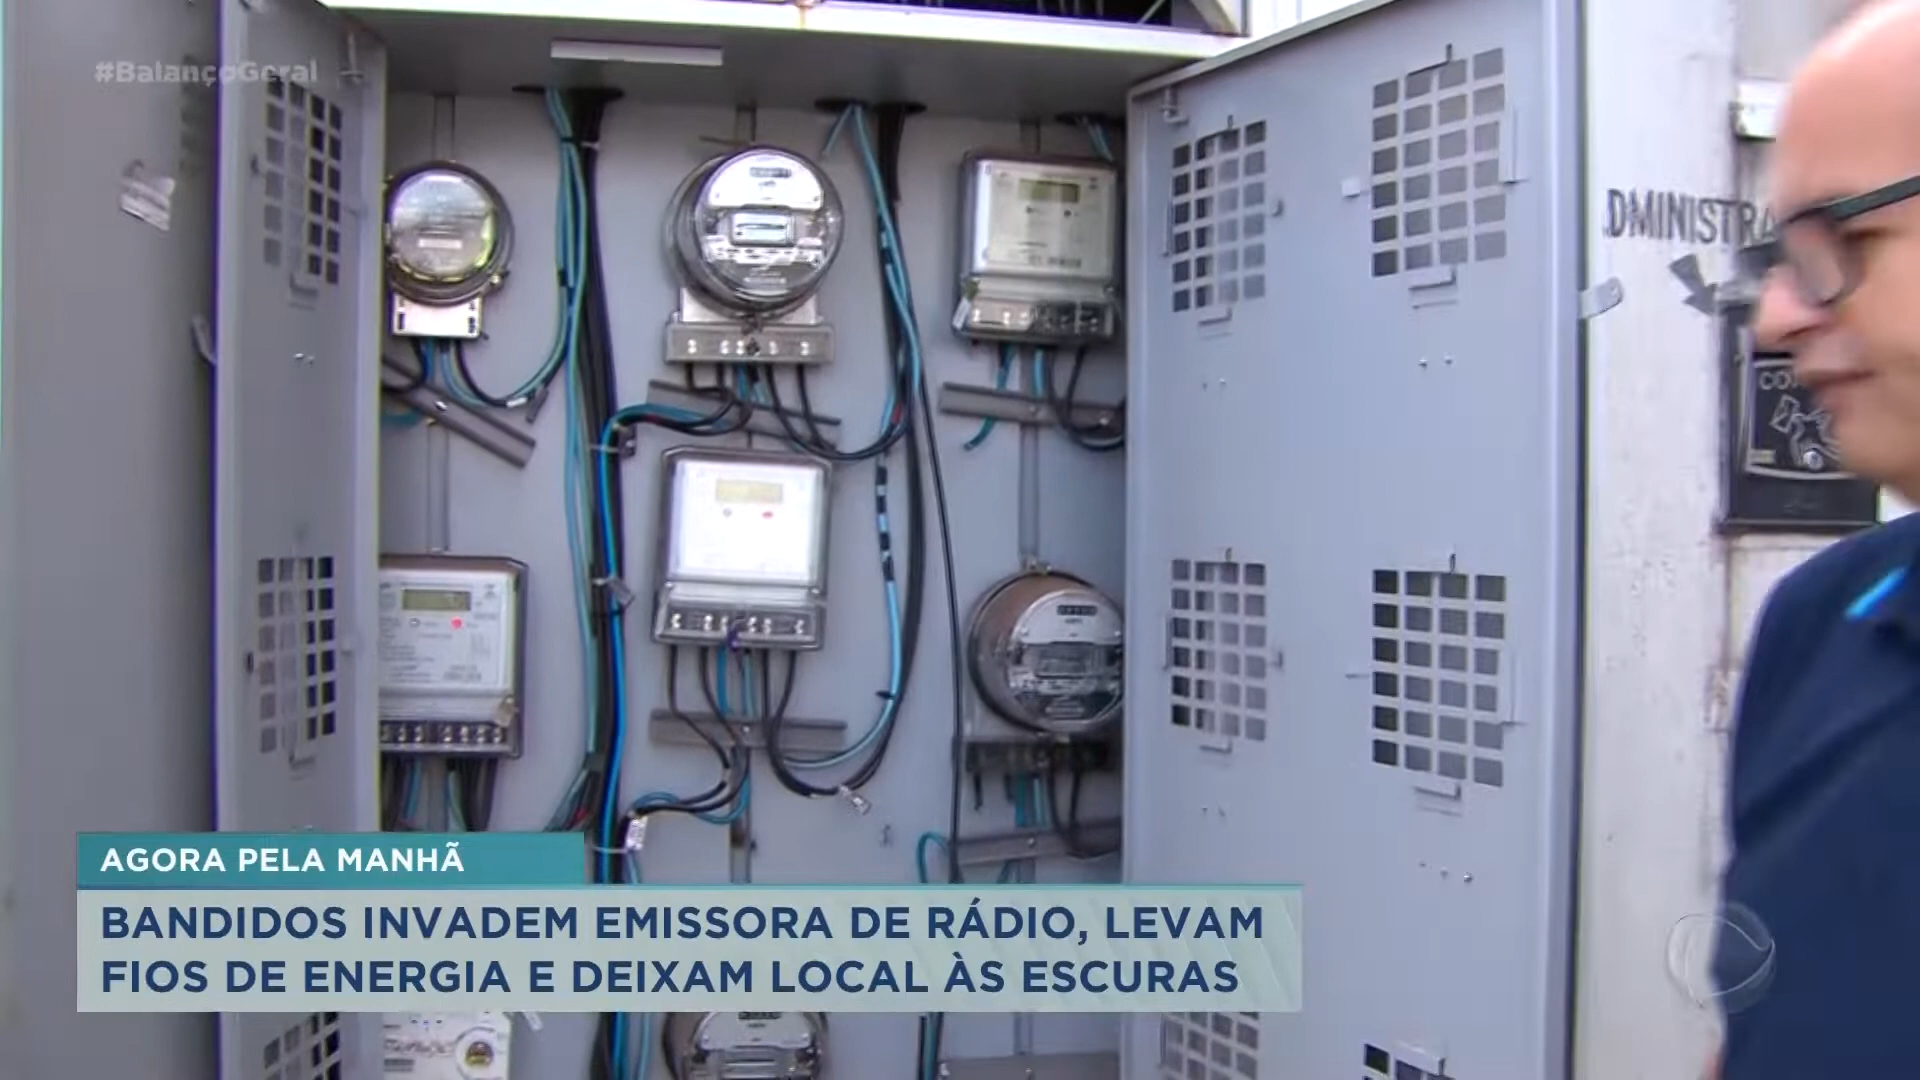 #BalançoGeral
DMINISTRA
AGORA PELA MANHÃ
BANDIDOS INVADEM EMISSORA DE RÁDIO, LEVAM
FIOS DE ENERGIA E DEIXAM LOCAL ÀS ESCURAS